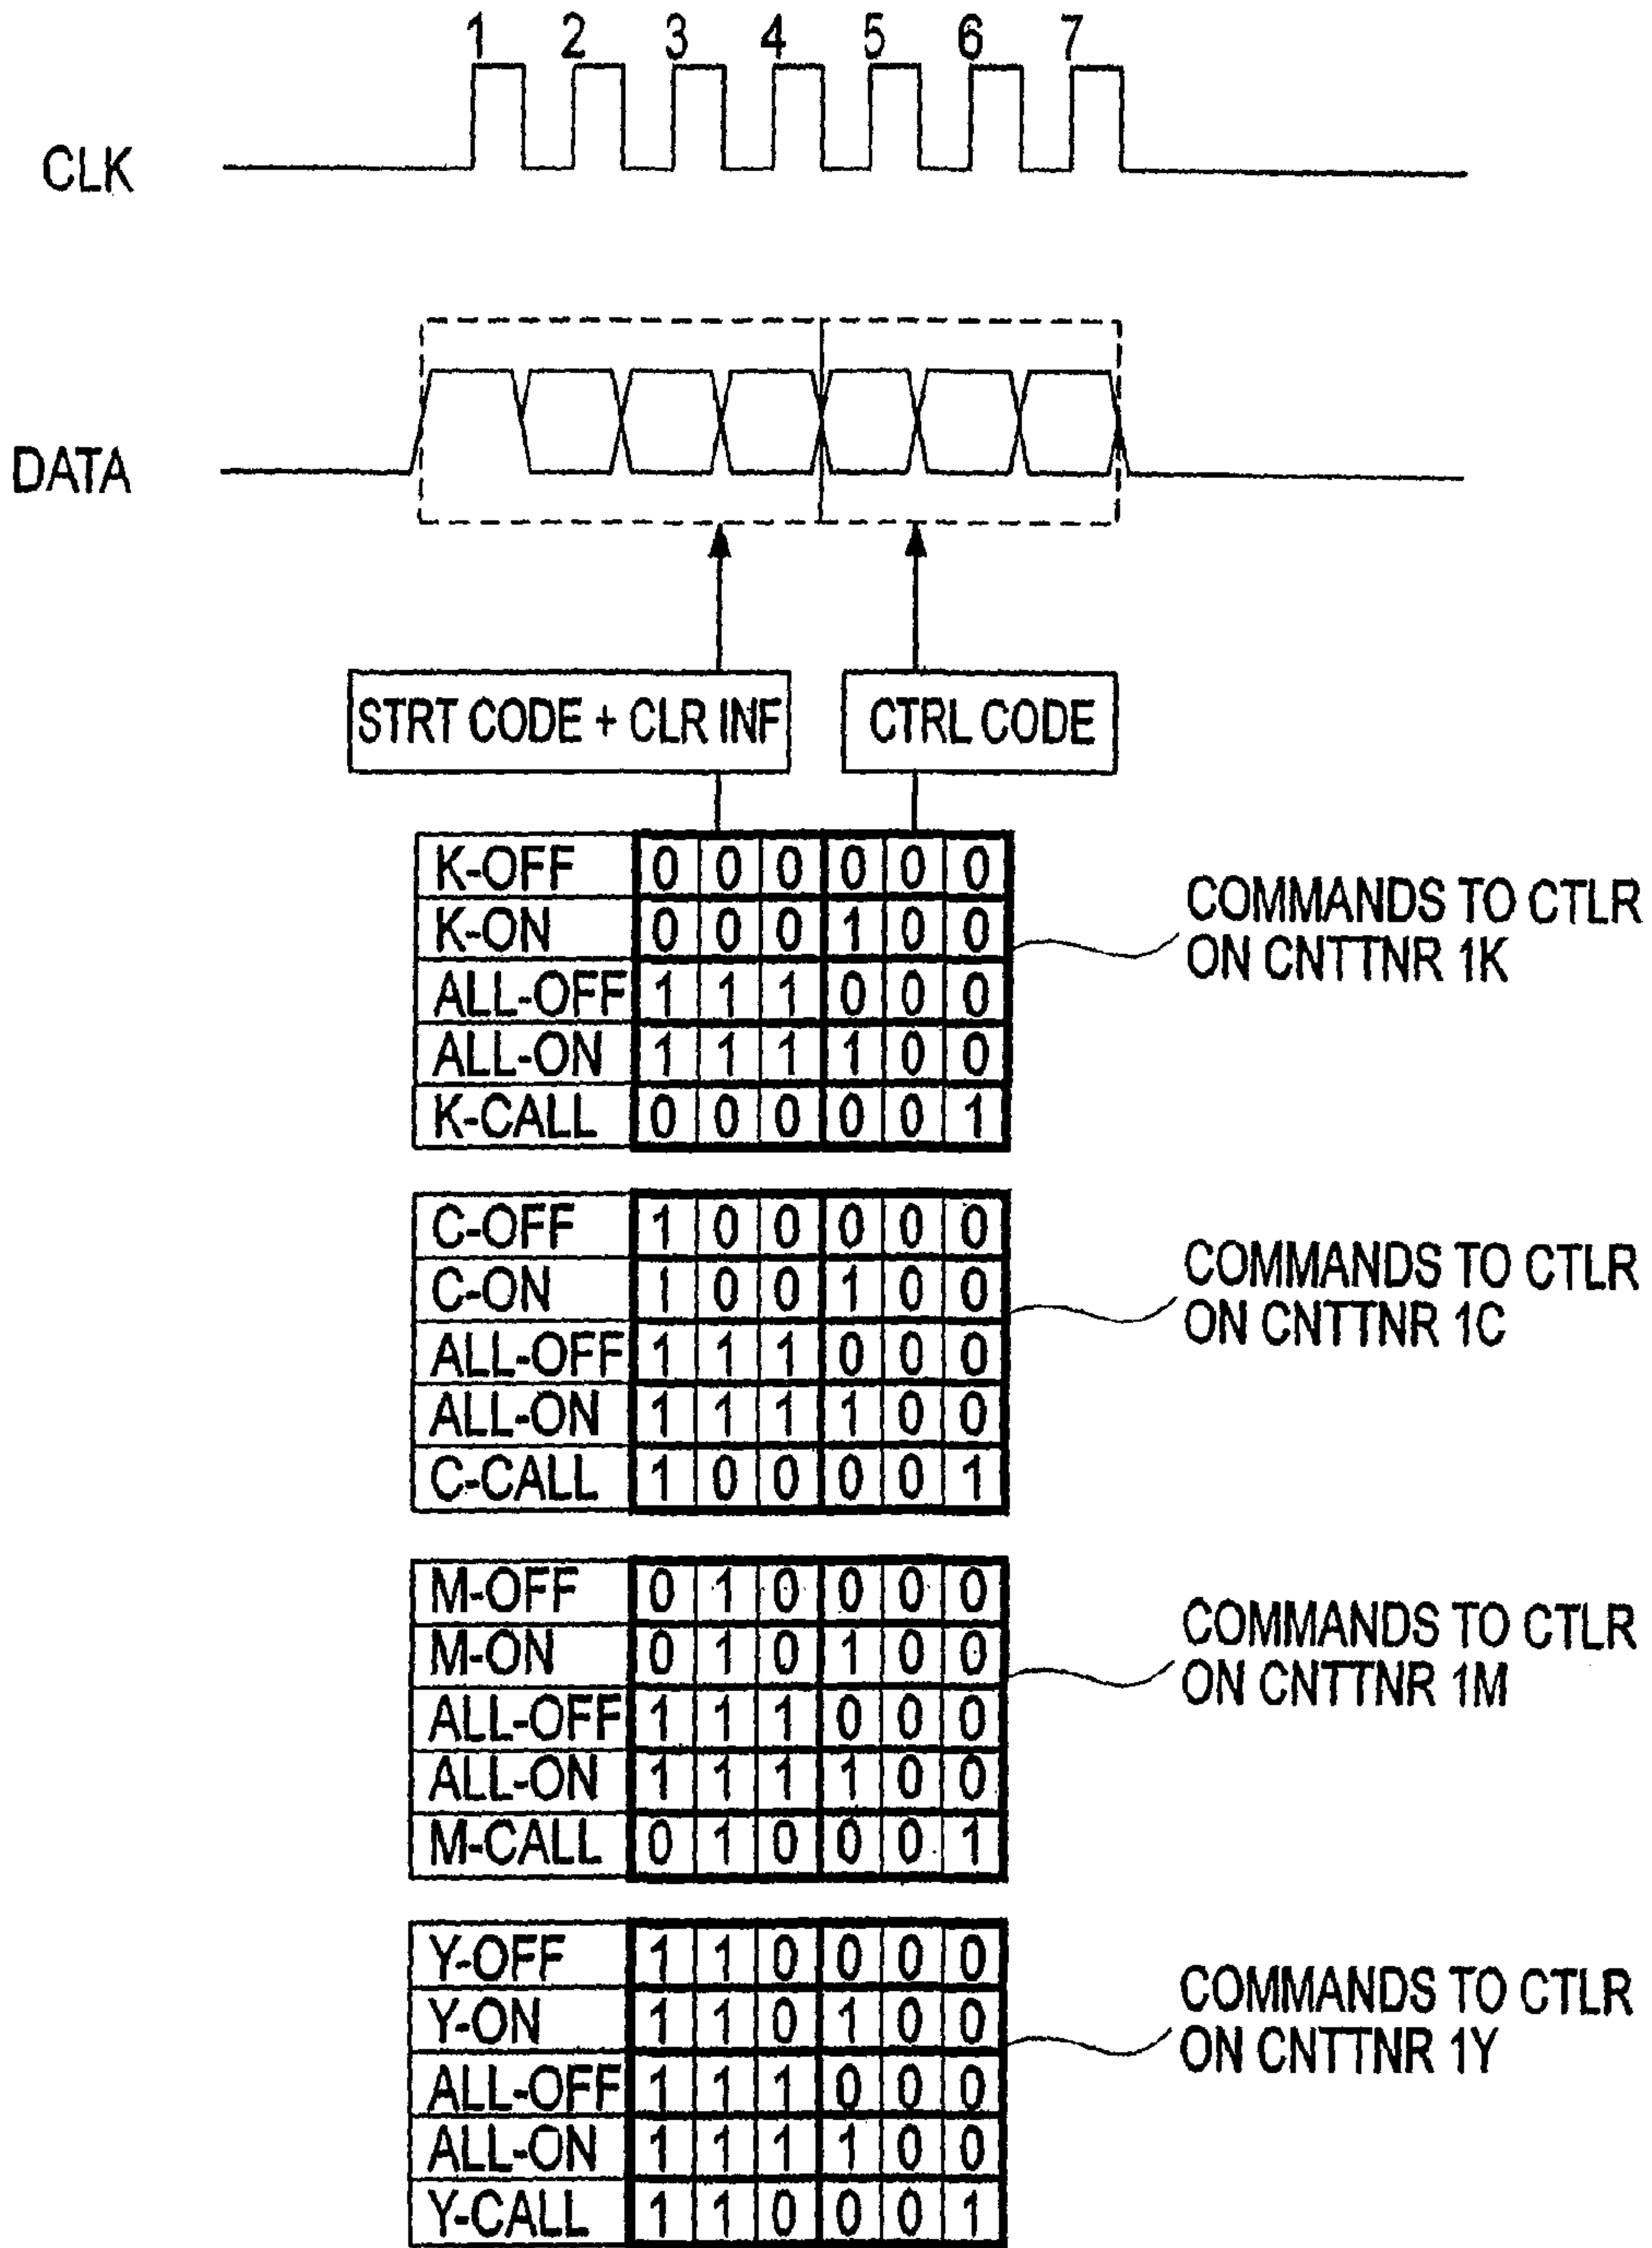 1 2 3 4 5 6 7
CLK
DATA
STRT CODE + CLR INF
CTRL CODE
K-OFF 0 0 0 0 0 0
K-ON 0 0 0 1 0 0
ALL-OFF 1 1 1 0 0 0
ALL-ON 1 1 1 1 0 0
K-CALL 0 0 0 0 0 1
COMMANDS TO CTLR
ON CNTTNR 1K
C-OFF 1 0 0 0 0 0
C-ON 1 0 0 1 0 0
ALL-OFF 1 1 1 0 0 0
ALL-ON 1 1 1 1 0 0
C-CALL 1 0 0 0 0 1
COMMANDS TO CTLR
ON CNTTNR 1C
M-OFF 0 1 0 0 0 0
M-ON 0 1 0 1 0 0
ALL-OFF 1 1 1 0 0 0
ALL-ON 1 1 1 1 0 0
M-CALL 0 1 0 0 0 1
COMMANDS TO CTLR
ON CNTTNR 1M
Y-OFF 1 1 0 0 0 0
Y-ON 1 1 0 1 0 0
ALL-OFF 1 1 1 0 0 0
ALL-ON 1 1 1 1 0 0
Y-CALL 1 1 0 0 0 1
COMMANDS TO CTLR
ON CNTTNR 1Y